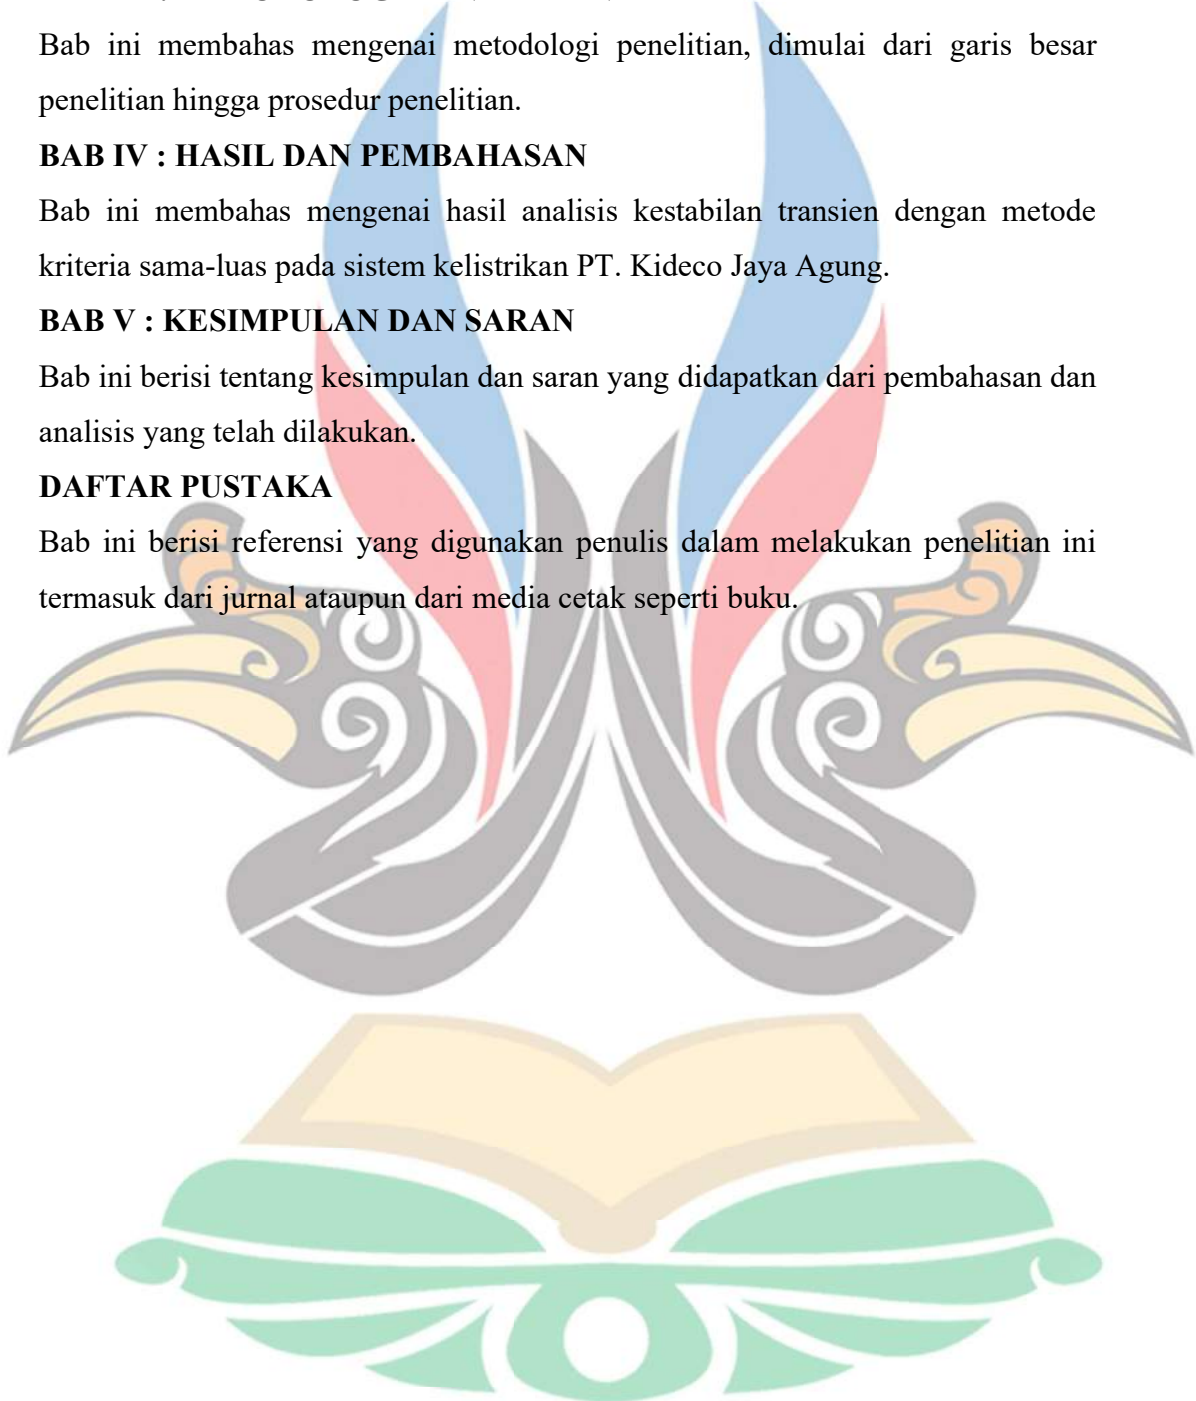 Bab ini membahas mengenai metodologi penelitian, dimulai dari garis besar
penelitian hingga prosedur penelitian.
BAB IV : HASIL DAN PEMBAHASAN
Bab ini membahas mengenai hasil analisis kestabilan transien dengan metode
kriteria sama-luas pada sistem kelistrikan PT. Kideco Jaya Agung.
BAB V : KESIMPULAN DAN SARAN
Bab ini berisi tentang kesimpulan dan saran yang didapatkan dari pembahasan dan
analisis yang telah dilakukan.
DAFTAR PUSTAKA
Bab ini berisi referensi yang digunakan penulis dalam melakukan penelitian ini
termasuk dari jurnal ataupun dari media cetak seperti buku.